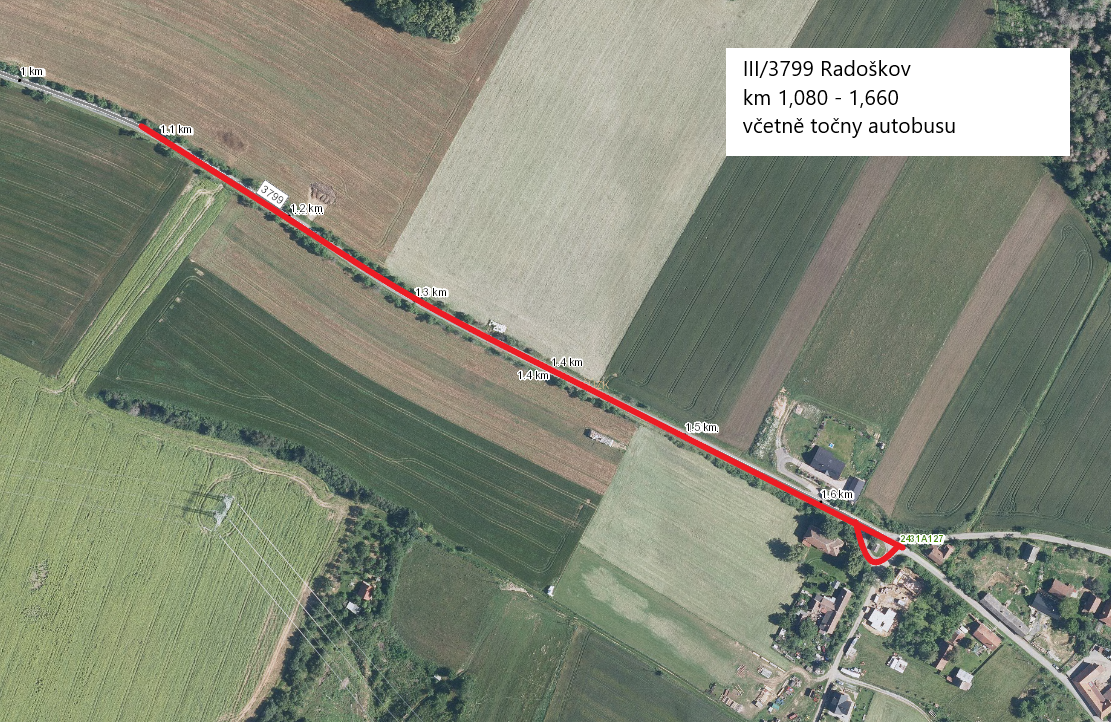 III/3799 Radoškov
km 1,080 - 1,660
včetně točny autobusu
1 km
1.1 km
3799
1.2 km
1.3 km
1.4 km
1.4 km
1.5 km
1.6 km
2431A127